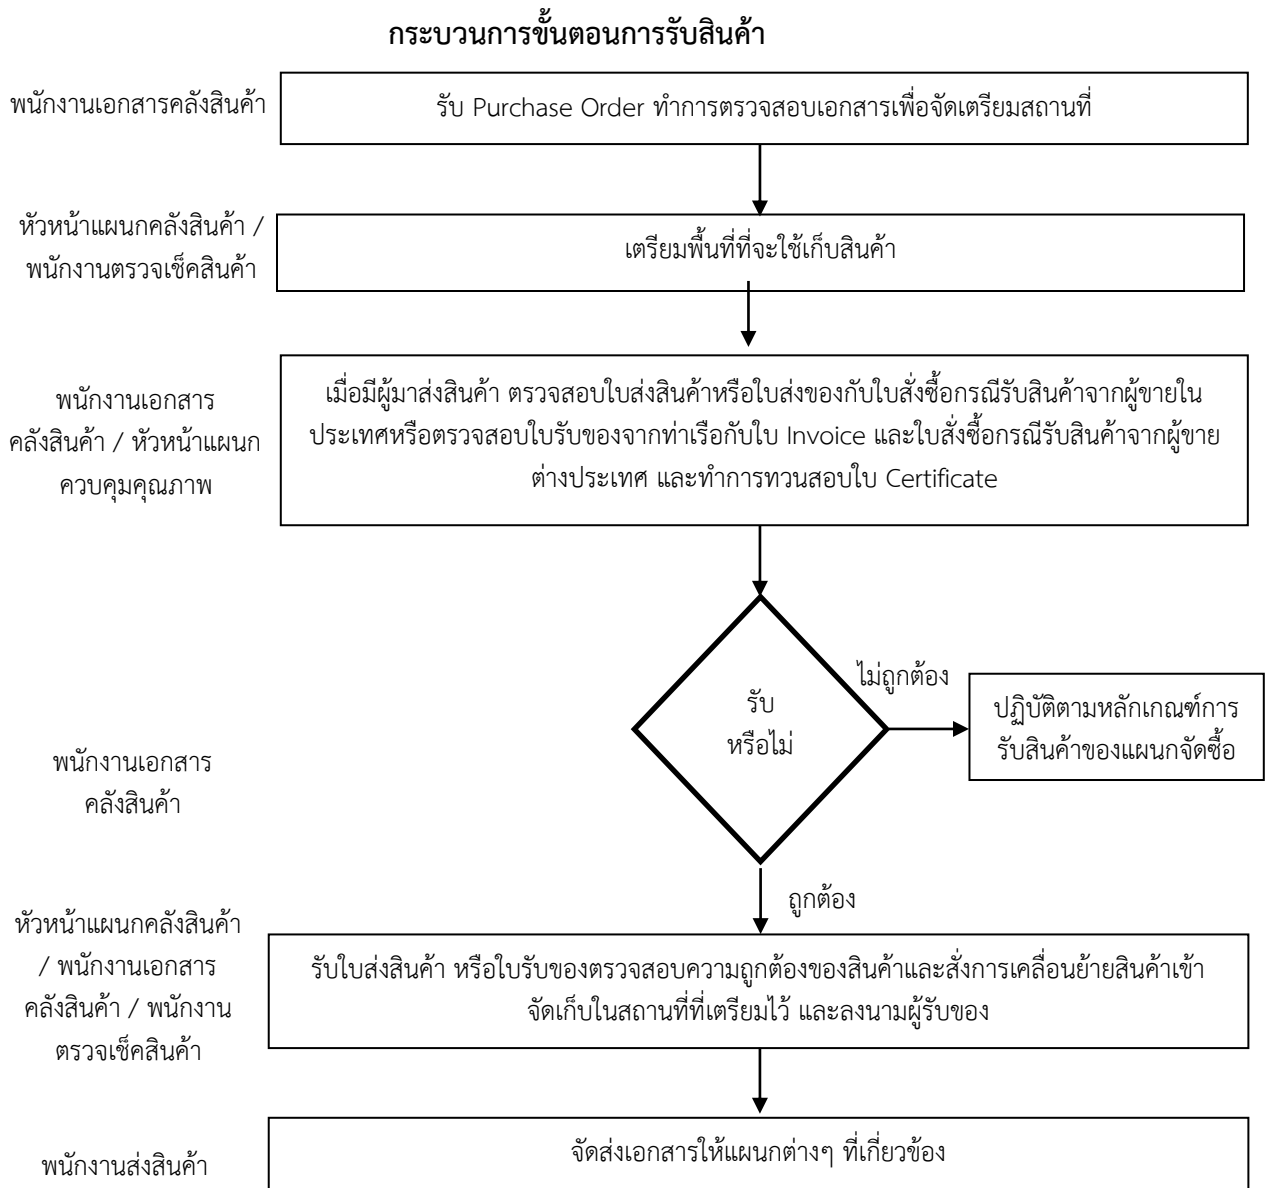 กระบวนการขั้นตอนการรับสินค้า
พนักงานเอกสารคลังสินค้า
รับ Purchase Order ทำการตรวจสอบเอกสารเพื่อจัดเตรียมสถานที่
หัวหน้าแผนกคลังสินค้า /
พนักงานตรวจเช็คสินค้า
เตรียมพื้นที่ที่จะใช้เก็บสินค้า
พนักงานเอกสาร
คลังสินค้า / หัวหน้าแผนก
ควบคุมคุณภาพ
เมื่อมีผู้มาส่งสินค้า ตรวจสอบใบส่งสินค้าหรือใบส่งของกับใบสั่งซื้อกรณีรับสินค้าจากผู้ขายใน
ประเทศหรือตรวจสอบใบรับของจากท่าเรือกับใบ Invoice และใบสั่งซื้อกรณีรับสินค้าจากผู้ขาย
ต่างประเทศ และทำการทวนสอบใบ Certificate
พนักงานเอกสาร
คลังสินค้า
รับ
หรือไม่
ไม่ถูกต้อง
ปฏิบัติตามหลักเกณฑ์การ
รับสินค้าของแผนกจัดซื้อ
ถูกต้อง
หัวหน้าแผนกคลังสินค้า
/ พนักงานเอกสาร
คลังสินค้า / พนักงาน
ตรวจเช็คสินค้า
รับใบส่งสินค้า หรือใบรับของตรวจสอบความถูกต้องของสินค้าและสั่งการเคลื่อนย้ายสินค้าเข้า
จัดเก็บในสถานที่ที่เตรียมไว้ และลงนามผู้รับของ
พนักงานส่งสินค้า
จัดส่งเอกสารให้แผนกต่างๆ ที่เกี่ยวข้อง